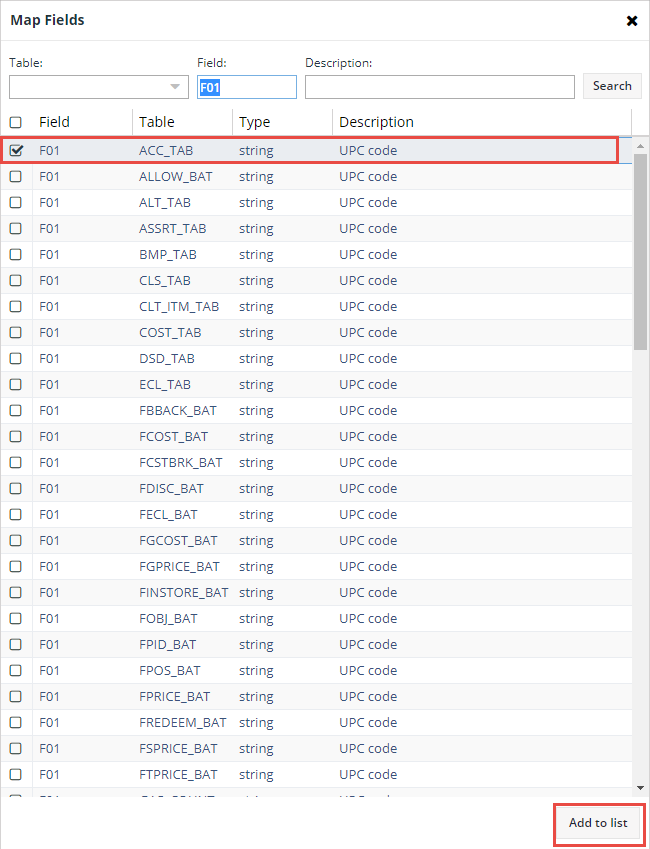 Map Fields
Table: Field: Description:
F01 Search
Field Table Type Description
F01 ACC_TAB string UPC code
F01 ALLOW_BAT string UPC code
F01 ALT_TAB string UPC code
F01 ASSRT_TAB string UPC code
F01 BMP_TAB string UPC code
F01 CLS_TAB string UPC code
F01 CLT_ITM_TAB string UPC code
F01 COST_TAB string UPC code
F01 DSD_TAB string UPC code
F01 ECL_TAB string UPC code
F01 FBBACK_BAT string UPC code
F01 FCOST_BAT string UPC code
F01 FCSTBRK_BAT string UPC code
F01 FDISC_BAT string UPC code
F01 FECL_BAT string UPC code
F01 FGCOST_BAT string UPC code
F01 FGPRICE_BAT string UPC code
F01 FINSTORE_BAT string UPC code
F01 FOBJ_BAT string UPC code
F01 FPID_BAT string UPC code
F01 FPOS_BAT string UPC code
F01 FPRICE_BAT string UPC code
F01 FREDEEM_BAT string UPC code
F01 FSPRICE_BAT string UPC code
F01 FTPRICE_BAT string UPC code
Add to list